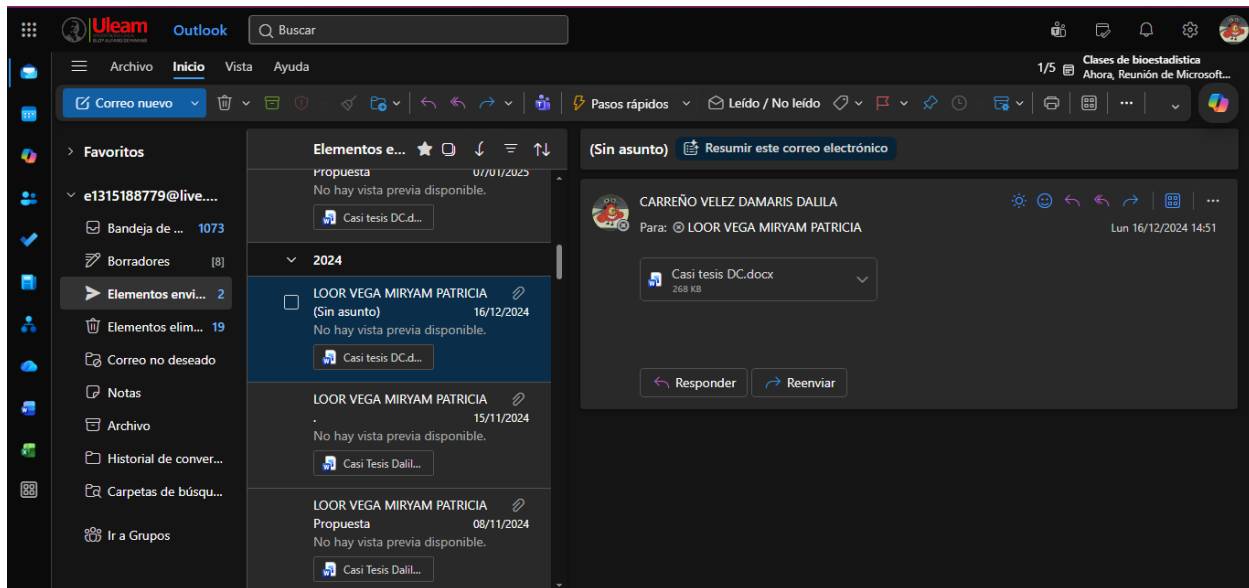 Uleam
Outlook
Buscar
Archivo
Inicio
Vista
Ayuda
1/5
Clases de bioestadistica
Ahora, Reunión de Microsoft...
Correo nuevo
Pasos rápidos
Leído / No leído
Favoritos
e1315188779@live....
Bandeja de ... 1073
Borradores [8]
Elementos envi... 2
Elementos elim... 19
Correo no deseado
Notas
Archivo
Historial de conver...
Carpetas de búsqu...
Ir a Grupos
Elementos e...
Propuesta 07/01/2025
No hay vista previa disponible.
Casi tesis DC.d...
2024
LOOR VEGA MIRYAM PATRICIA
(Sin asunto) 16/12/2024
No hay vista previa disponible.
Casi tesis DC.d...
LOOR VEGA MIRYAM PATRICIA
. 15/11/2024
No hay vista previa disponible.
Casi Tesis Dalil...
LOOR VEGA MIRYAM PATRICIA
Propuesta 08/11/2024
No hay vista previa disponible.
Casi Tesis Dalil...
(Sin asunto)
Resumir este correo electrónico
CARREÑO VELEZ DAMARIS DALILA
Para: LOOR VEGA MIRYAM PATRICIA
Lun 16/12/2024 14:51
Casi tesis DC.docx
268 KB
Responder
Reenviar